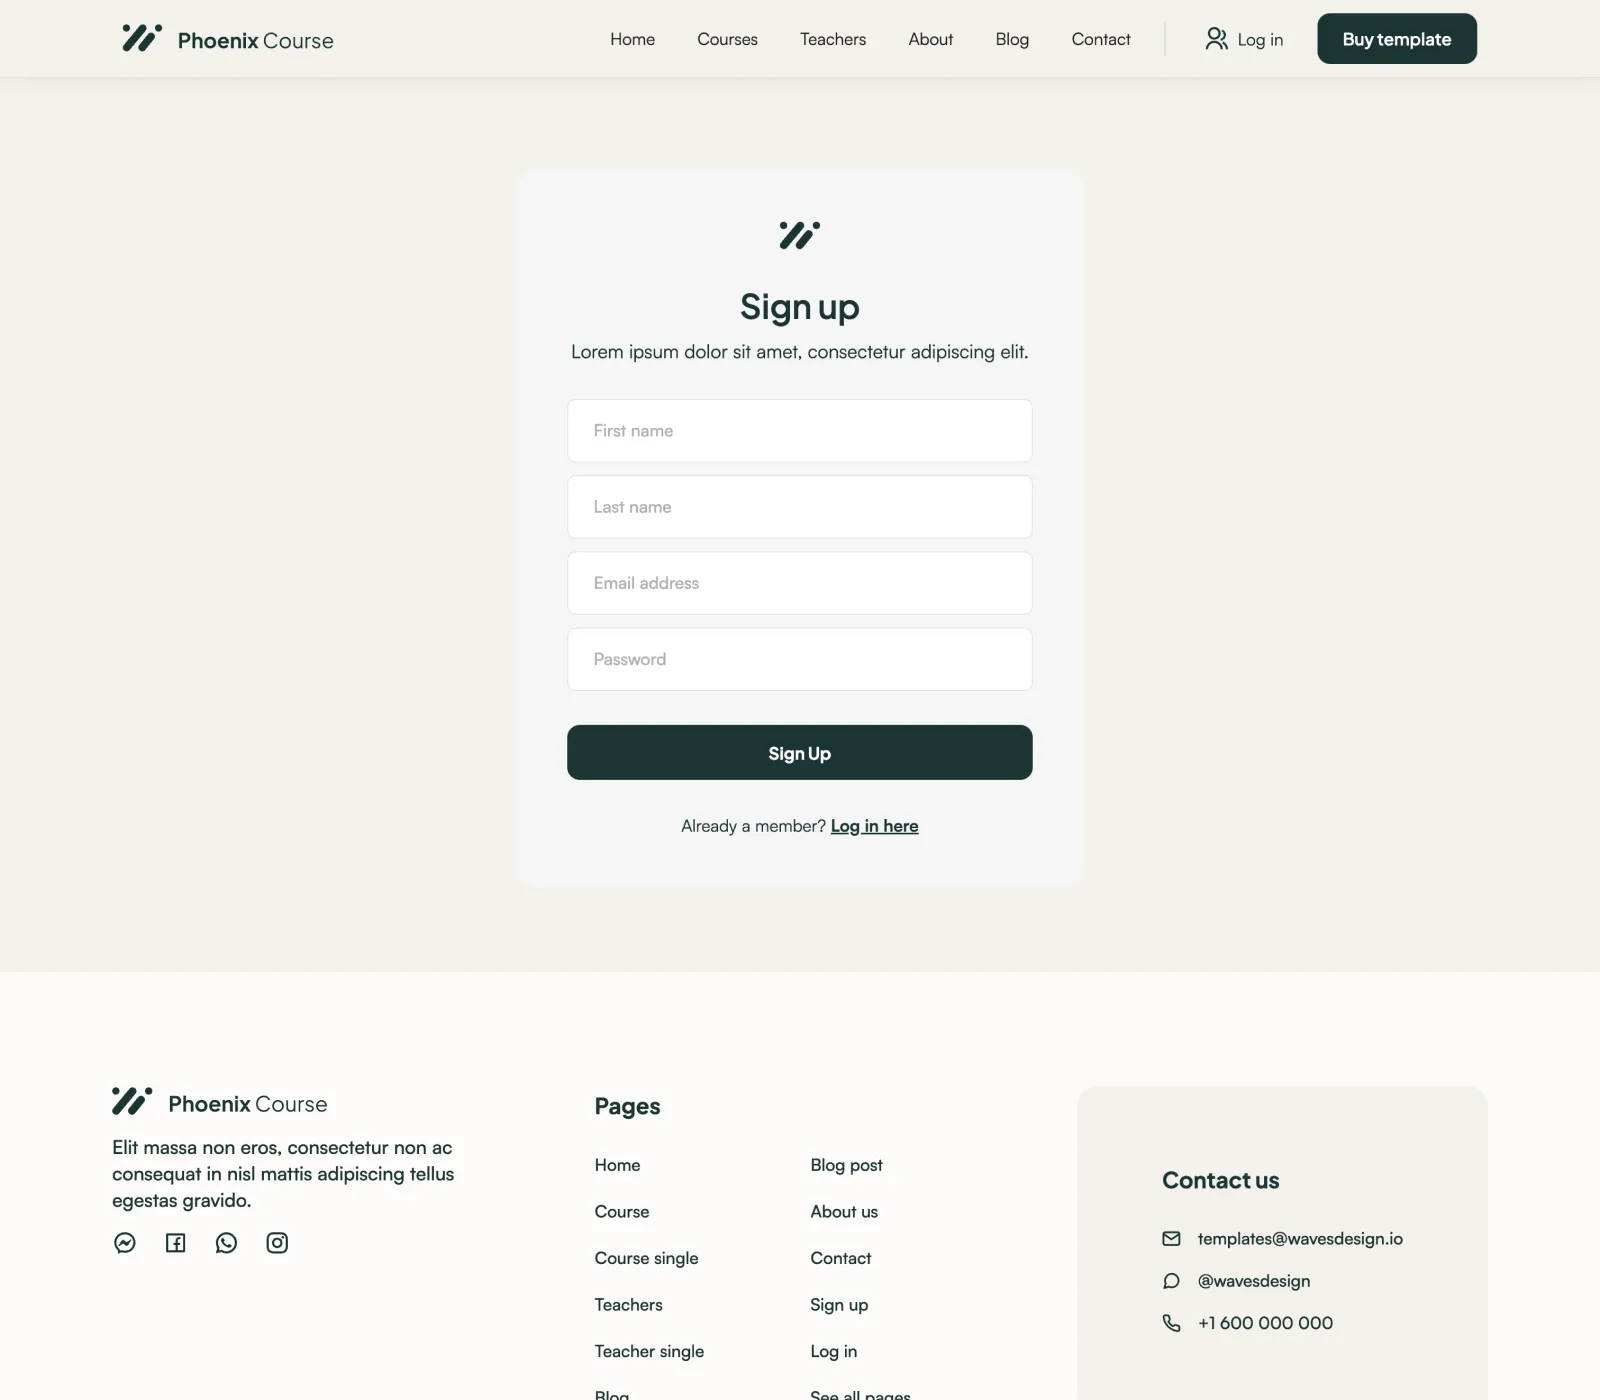 Phoenix Course
Home
Courses
Teachers
About
Blog
Contact
Log in
Buy template
Sign up
Lorem ipsum dolor sit amet, consectetur adipiscing elit.
First name
Last name
Email address
Password
Sign Up
Already a member? Log in here
Phoenix Course
Elit massa non eros, consectetur non ac
consequat in nisl mattis adipiscing tellus
egestas gravido.
Pages
Home
Course
Course single
Teachers
Teacher single
Blog
Blog post
About us
Contact
Sign up
Log in
See all pages
Contact us
templates@wavesdesign.io
@wavesdesign
+1 600 000 000